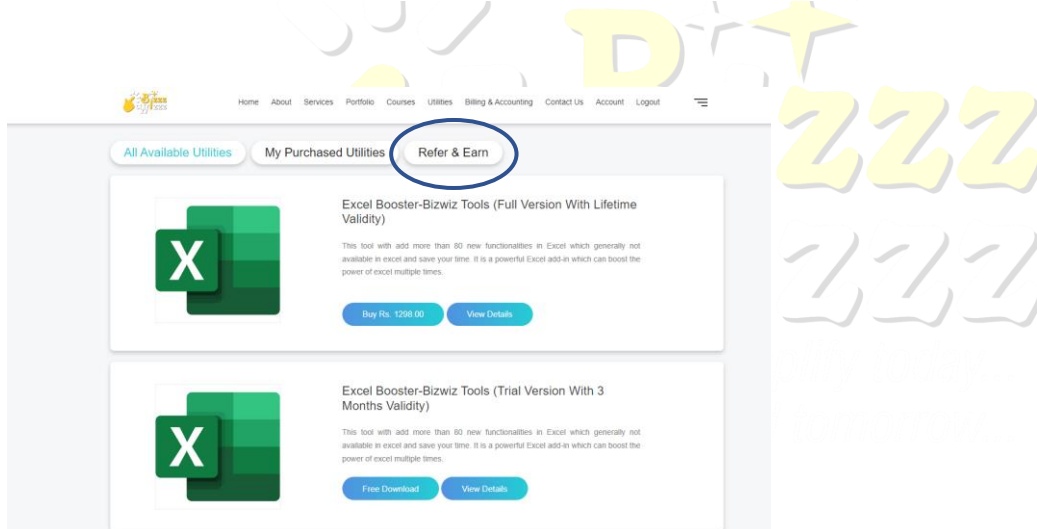 Home About Services Portfolio Courses Utilities Billing & Accounting Contact Us Account Logout
All Available Utilities My Purchased Utilities Refer & Earn
X
Excel Booster-Bizwiz Tools (Full Version With Lifetime
Validity)
This tool with add more than 80 new functionalities in Excel which generally not
available in excel and save your time. It is a powerful Excel add-in which can boost the
power of excel multiple times.
Buy Rs. 1298.00 View Details
X
Excel Booster-Bizwiz Tools (Trial Version With 3
Months Validity)
This tool with add more than 80 new functionalities in Excel which generally not
available in excel and save your time. It is a powerful Excel add-in which can boost the
power of excel multiple times.
Free Download View Details
zzz
zzz